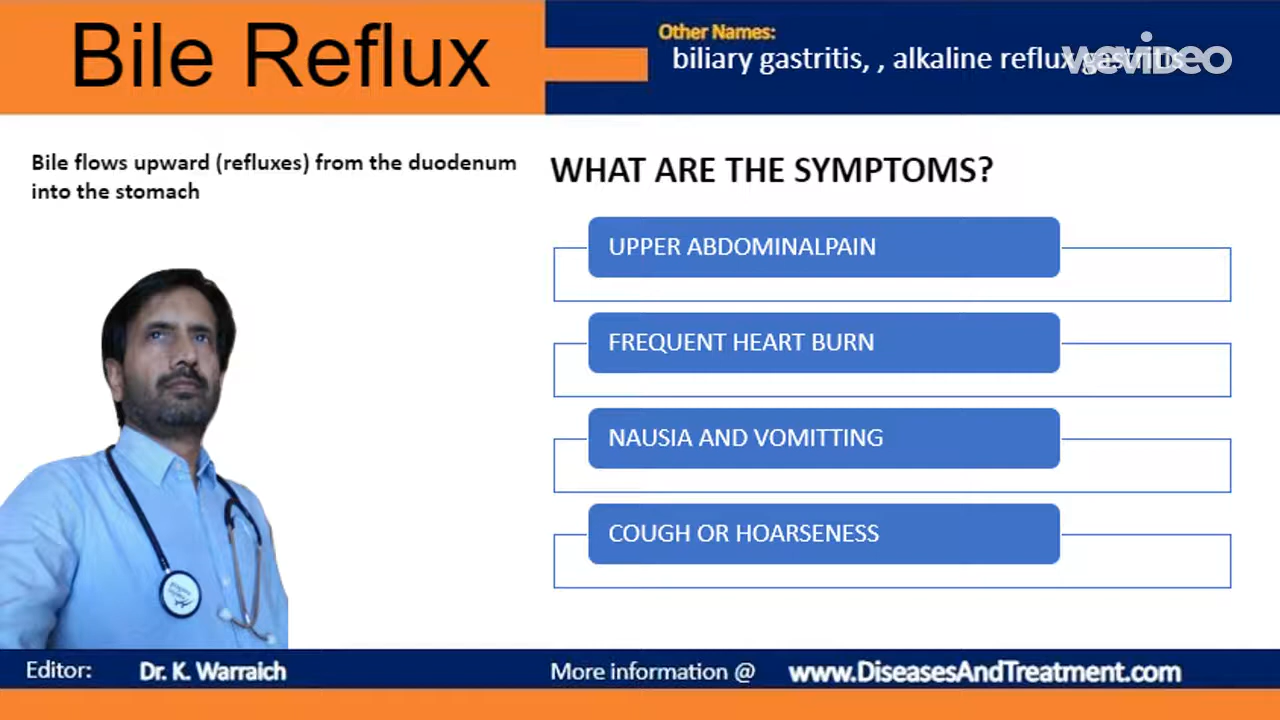 Bile Reflux
Other Names:
biliary gastritis, , alkaline reflux gastritis
wevideo
Bile flows upward (refluxes) from the duodenum
into the stomach
WHAT ARE THE SYMPTOMS?
UPPER ABDOMINALPAIN
FREQUENT HEART BURN
NAUSIA AND VOMITTING
COUGH OR HOARSENESS
Editor: Dr. K. Warraich
More information @ www.DiseasesAndTreatment.com